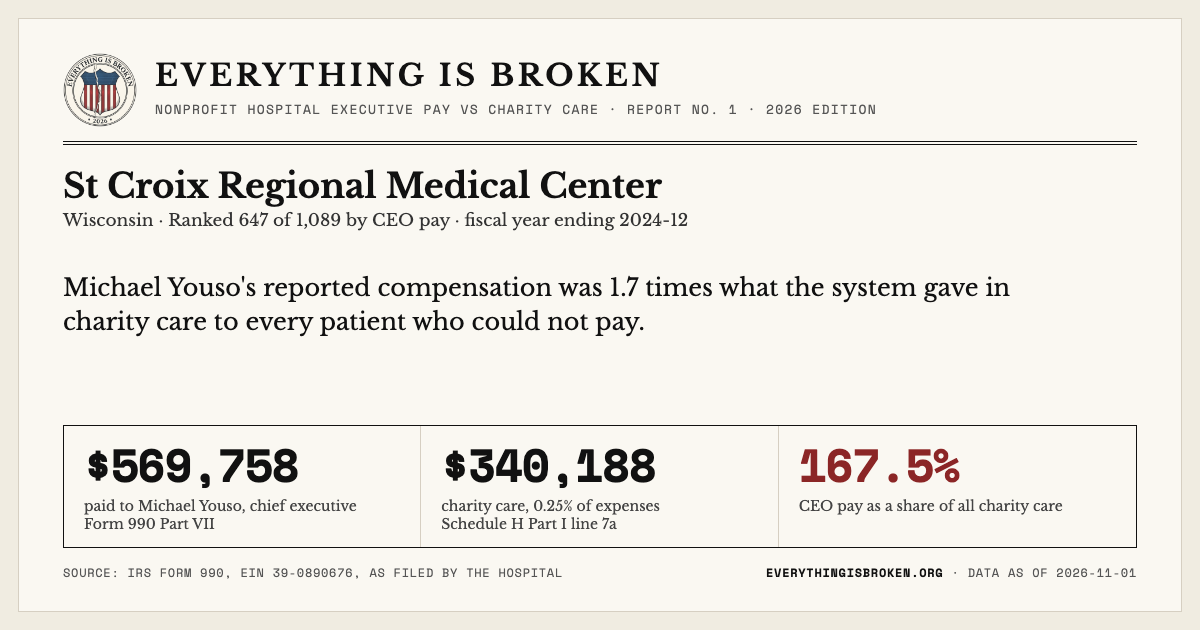 EVERYTHING IS BROKEN
2026
EVERYTHING IS BROKEN
NONPROFIT HOSPITAL EXECUTIVE PAY VS CHARITY CARE · REPORT NO. 1 · 2026 EDITION
St Croix Regional Medical Center
Wisconsin · Ranked 647 of 1,089 by CEO pay · fiscal year ending 2024-12
Michael Youso's reported compensation was 1.7 times what the system gave in
charity care to every patient who could not pay.
$569,758
paid to Michael Youso, chief executive
Form 990 Part VII
$340,188
charity care, 0.25% of expenses
Schedule H Part I line 7a
167.5%
CEO pay as a share of all charity care
SOURCE: IRS FORM 990, EIN 39-0890676, AS FILED BY THE HOSPITAL
EVERYTHINGISBROKEN.ORG · DATA AS OF 2026-11-01